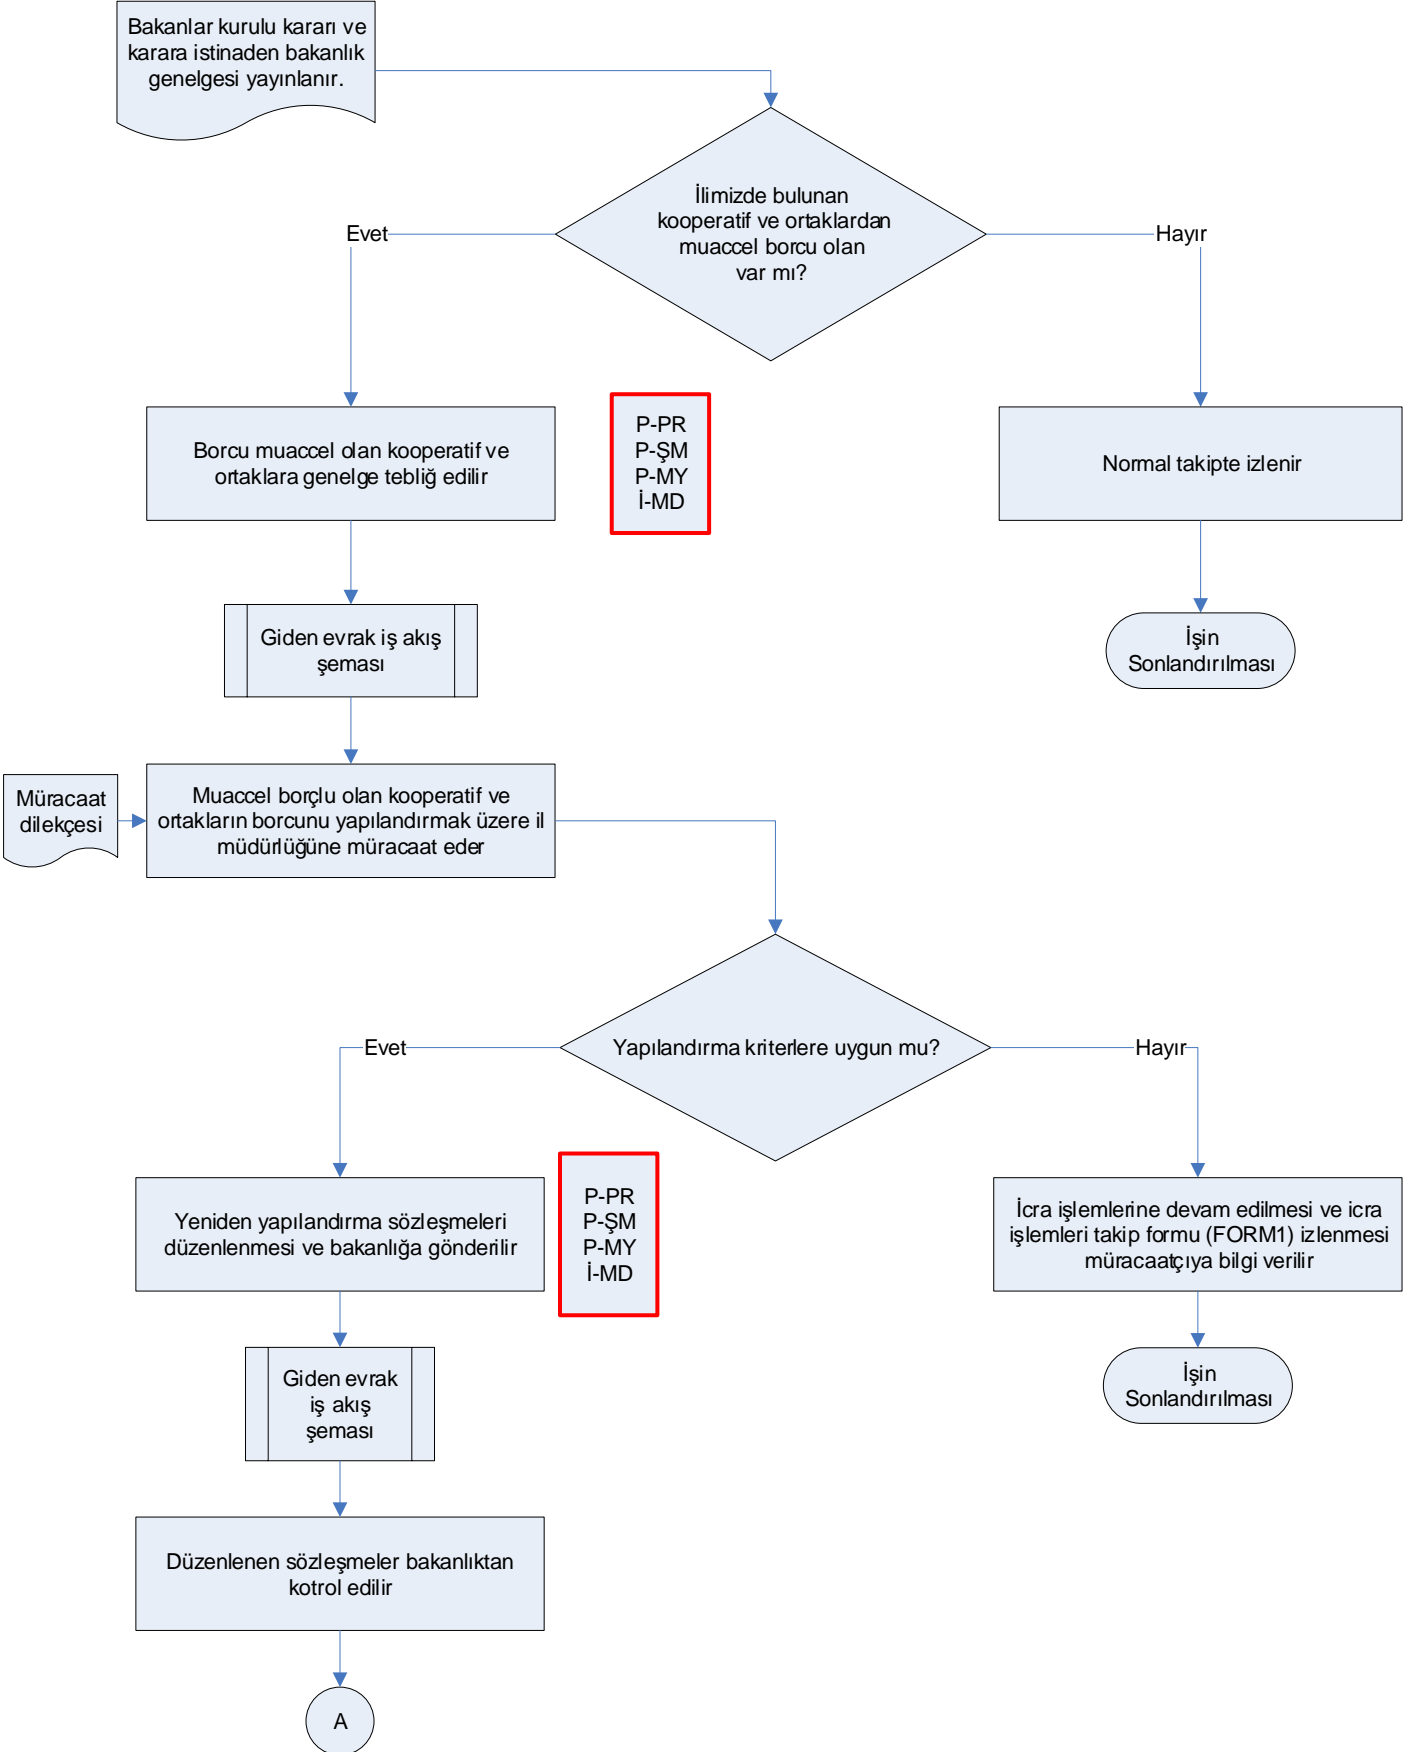 Bakanlar kurulu kararı ve
karara istinaden bakanlık
genelgesi yayınlanır.
İlimizde bulunan
kooperatif ve ortaklardan
muaccel borcu olan
var mı?
Evet
Hayır
Borcu muaccel olan kooperatif ve
ortaklara genelge tebliğ edilir
P-PR
P-ŞM
P-MY
İ-MD
Normal takipte izlenir
Giden evrak iş akış
şeması
İşin
Sonlandırılması
Müracaat
dilekçesi
Muaccel borçlu olan kooperatif ve
ortakların borcunu yapılandırmak üzere il
müdürlüğüne müracaat eder
Yapılandırma kriterlere uygun mu?
Evet
Hayır
Yeniden yapılandırma sözleşmeleri
düzenlenmesi ve bakanlığa gönderilir
P-PR
P-ŞM
P-MY
İ-MD
İcra işlemlerine devam edilmesi ve icra
işlemleri takip formu (FORM1) izlenmesi
müracaatçıya bilgi verilir
Giden evrak
iş akış
şeması
İşin
Sonlandırılması
Düzenlenen sözleşmeler bakanlıktan
kotrol edilir
A